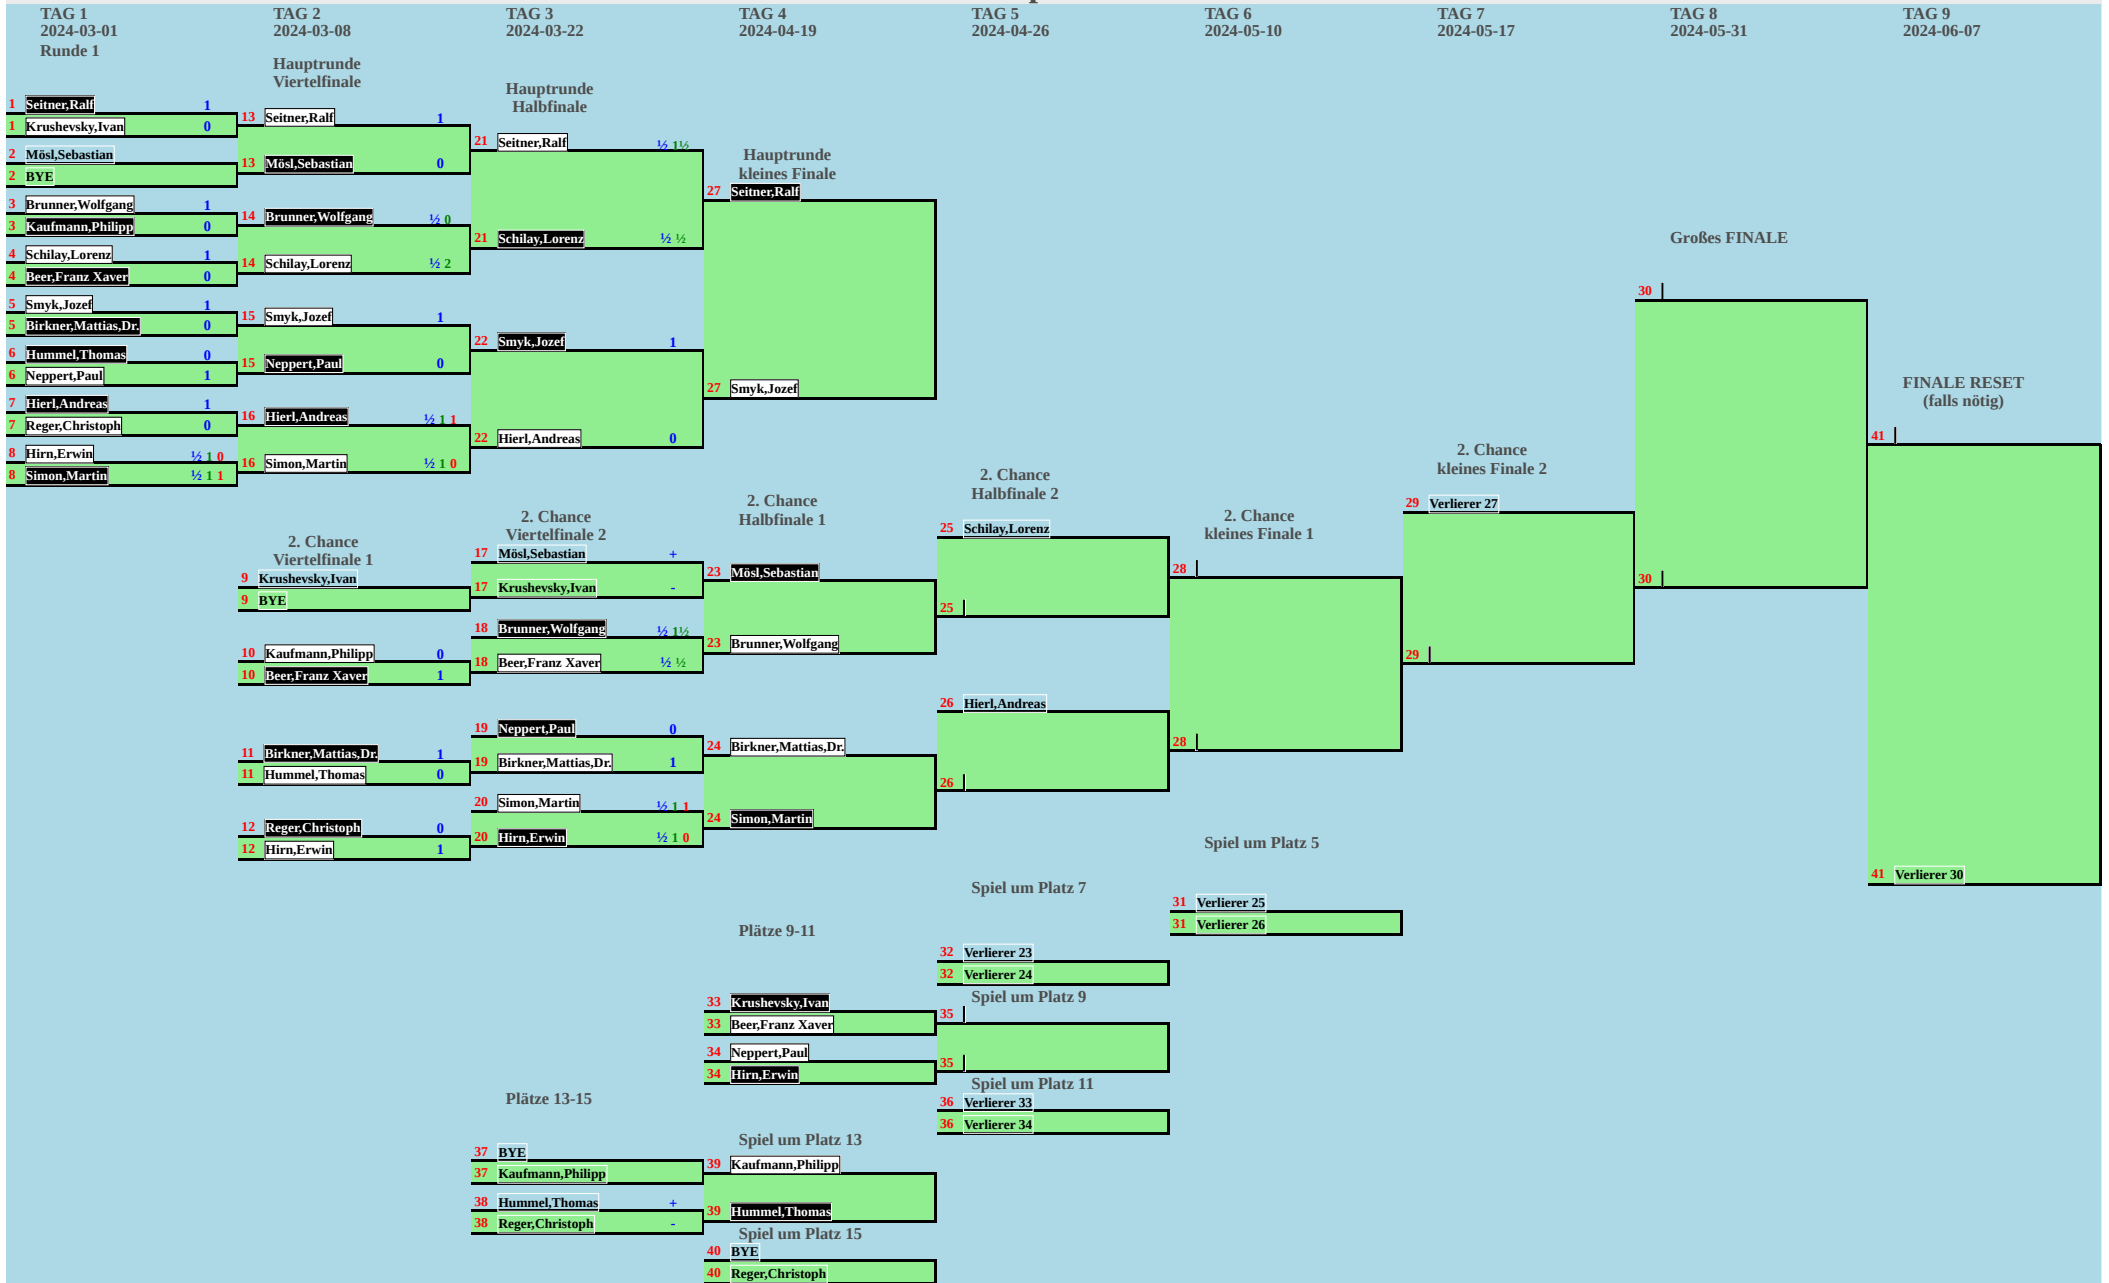 TAG 1
2024-03-01
Runde 1
1 Seitner,Ralf 1
1 Krushevsky,Ivan 0
2 Mösl,Sebastian
2 BYE
3 Brunner,Wolfgang 1
3 Kaufmann,Philipp 0
4 Schilay,Lorenz 1
4 Beer,Franz Xaver 0
5 Smyk,Jozef 1
5 Birkner,Mattias,Dr. 0
6 Hummel,Thomas 0
6 Neppert,Paul 1
7 Hierl,Andreas 1
7 Reger,Christoph 0
8 Hirn,Erwin ½ 1 0
8 Simon,Martin ½ 1 1
TAG 2
2024-03-08
Hauptrunde
Viertelfinale
13 Seitner,Ralf 1
13 Mösl,Sebastian 0
14 Brunner,Wolfgang ½ 0
14 Schilay,Lorenz ½ 2
15 Smyk,Jozef 1
15 Neppert,Paul 0
16 Hierl,Andreas ½ 1 1
16 Simon,Martin ½ 1 0
2. Chance
Viertelfinale 1
9 Krushevsky,Ivan
9 BYE
10 Kaufmann,Philipp 0
10 Beer,Franz Xaver 1
11 Birkner,Mattias,Dr. 1
11 Hummel,Thomas 0
12 Reger,Christoph 0
12 Hirn,Erwin 1
TAG 3
2024-03-22
Hauptrunde
Halbfinale
21 Seitner,Ralf ½ 1½
21 Schilay,Lorenz ½ ½
22 Smyk,Jozef 1
22 Hierl,Andreas 0
2. Chance
Viertelfinale 2
17 Mösl,Sebastian +
17 Krushevsky,Ivan -
18 Brunner,Wolfgang ½ 1½
18 Beer,Franz Xaver ½ ½
19 Neppert,Paul 0
19 Birkner,Mattias,Dr. 1
20 Simon,Martin ½ 1 1
20 Hirn,Erwin ½ 1 0
Plätze 13-15
37 BYE
37 Kaufmann,Philipp
38 Hummel,Thomas +
38 Reger,Christoph -
TAG 4
2024-04-19
Hauptrunde
kleines Finale
27 Seitner,Ralf
27 Smyk,Jozef
2. Chance
Halbfinale 1
23 Mösl,Sebastian
23 Brunner,Wolfgang
24 Birkner,Mattias,Dr.
24 Simon,Martin
Plätze 9-11
33 Krushevsky,Ivan
33 Beer,Franz Xaver
34 Neppert,Paul
34 Hirn,Erwin
Spiel um Platz 13
39 Kaufmann,Philipp
39 Hummel,Thomas
Spiel um Platz 15
40 BYE
40 Reger,Christoph
TAG 5
2024-04-26
2. Chance
Halbfinale 2
25 Schilay,Lorenz
25
26 Hierl,Andreas
26
Spiel um Platz 7
32 Verlierer 23
32 Verlierer 24
Spiel um Platz 9
35
35
Spiel um Platz 11
36 Verlierer 33
36 Verlierer 34
TAG 6
2024-05-10
2. Chance
kleines Finale 1
28
28
Spiel um Platz 5
31 Verlierer 25
31 Verlierer 26
TAG 7
2024-05-17
2. Chance
kleines Finale 2
29 Verlierer 27
29
TAG 8
2024-05-31
Großes FINALE
30
30
TAG 9
2024-06-07
FINALE RESET
(falls nötig)
41
41 Verlierer 30